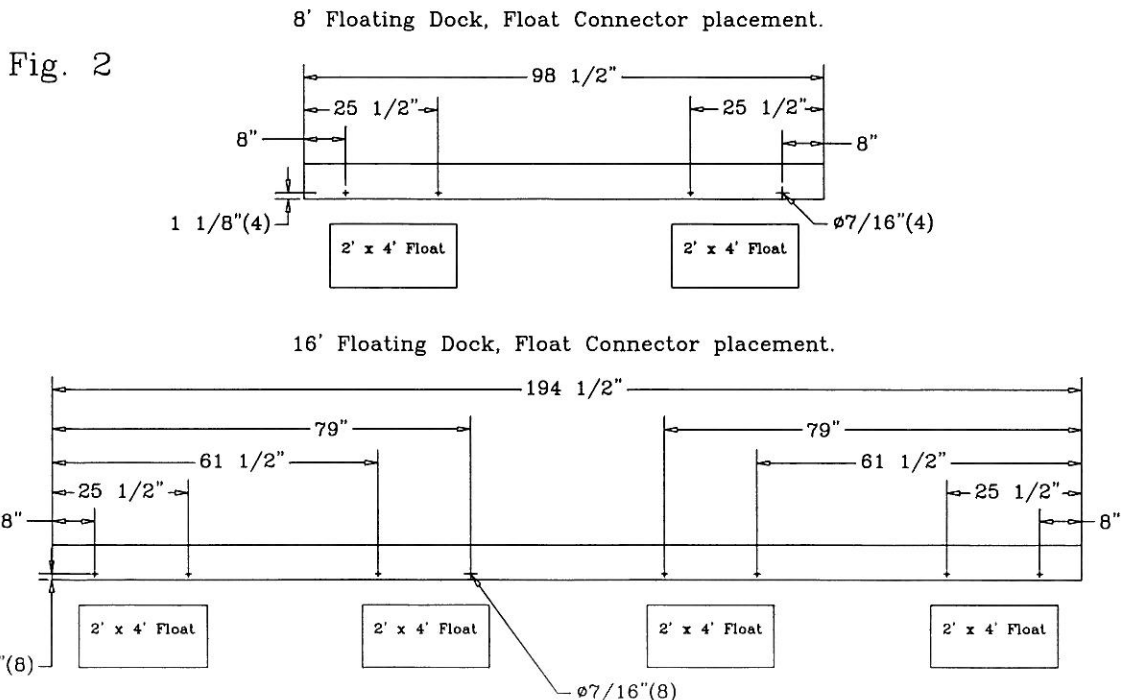 8' Floating Dock, Float Connector placement.
Fig. 2
98 1/2"
25 1/2" 25 1/2"
8" 8"
1 1/8"(4) ø7/16"(4)
2' x 4' Float 2' x 4' Float
16' Floating Dock, Float Connector placement.
194 1/2"
79" 79"
61 1/2" 61 1/2"
25 1/2" 25 1/2"
8" 8"
2' x 4' Float 2' x 4' Float 2' x 4' Float 2' x 4' Float
"(8) ø7/16"(8)